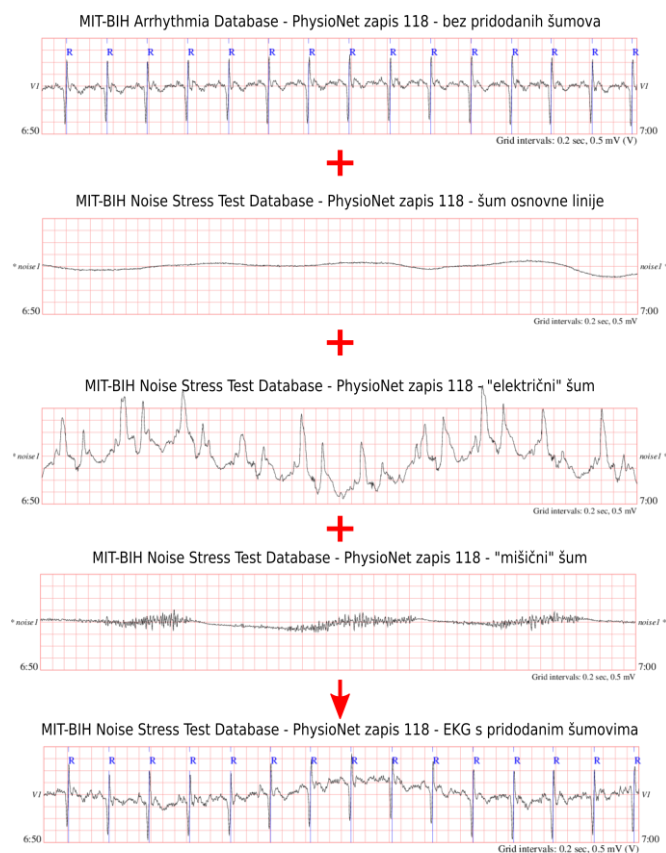 MIT-BIH Arrhythmia Database - PhysioNet zapis 118 - bez pridodanih šumova
R R R R R R R R R R R R R R R
V1 V1
6:50 7:00
Grid intervals: 0.2 sec, 0.5 mV (V)
+
MIT-BIH Noise Stress Test Database - PhysioNet zapis 118 - šum osnovne linije
* noise1 noise1 *
6:50 7:00
Grid intervals: 0.2 sec, 0.5 mV
+
MIT-BIH Noise Stress Test Database - PhysioNet zapis 118 - "električni" šum
* noise1 noise1 *
6:50 7:00
Grid intervals: 0.2 sec, 0.5 mV
+
MIT-BIH Noise Stress Test Database - PhysioNet zapis 118 - "mišični" šum
* noise1 noise1 *
6:50 7:00
Grid intervals: 0.2 sec, 0.5 mV
MIT-BIH Noise Stress Test Database - PhysioNet zapis 118 - EKG s pridodanim šumovima
R R R R R R R R R R R R R R R
V1 V1
6:50 7:00
Grid intervals: 0.2 sec, 0.5 mV (V)